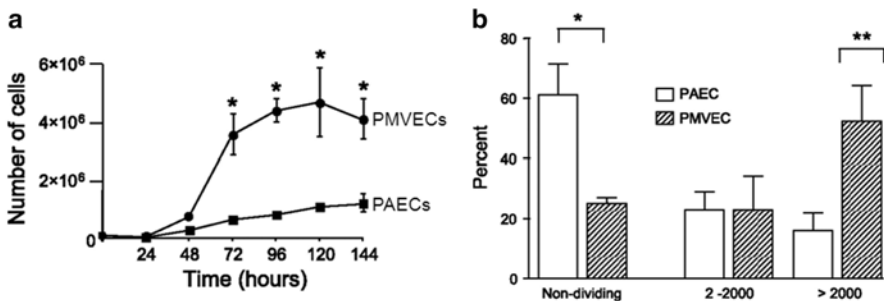 a
Number of cells
6×10⁶
4×10⁶
2×10⁶
0
* * * *
PMVECs
PAECs
24 48 72 96 120 144
Time (hours)
b
Percent
80
60
40
20
0
*
**
PAEC
PMVEC
Non-dividing 2 -2000 > 2000